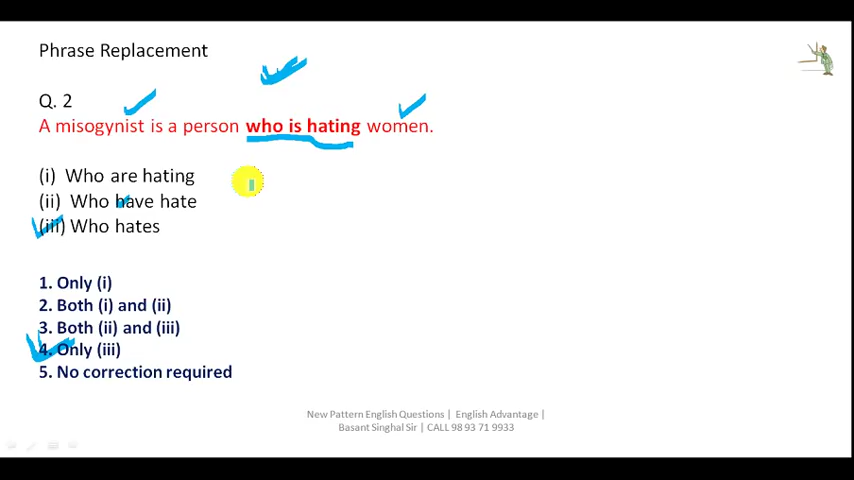 Phrase Replacement
Q. 2
A misogynist is a person who is hating women.
(i) Who are hating
(ii) Who have hate
(iii) Who hates
1. Only (i)
2. Both (i) and (ii)
3. Both (ii) and (iii)
4. Only (iii)
5. No correction required
New Pattern English Questions | English Advantage |
Basant Singhal Sir | CALL 98 93 71 9933